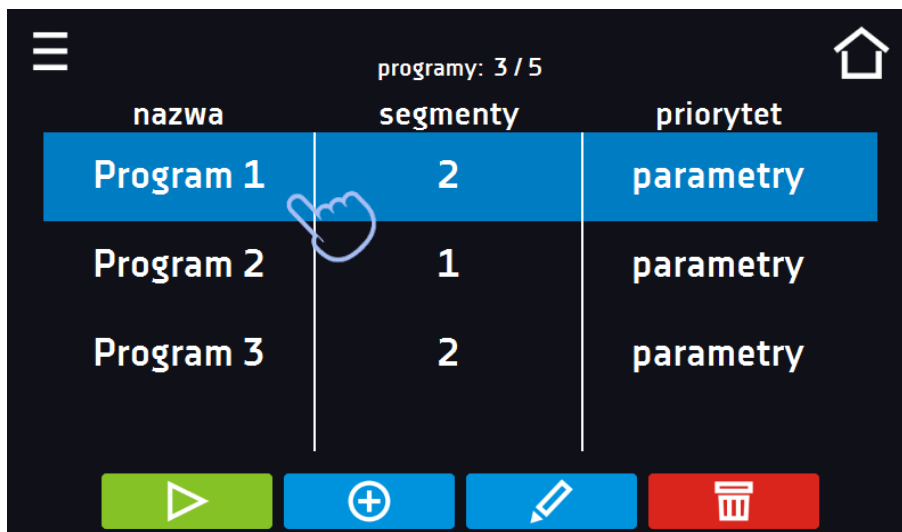 programy: 3 / 5
nazwa segmenty priorytet
Program 1 2 parametry
Program 2 1 parametry
Program 3 2 parametry